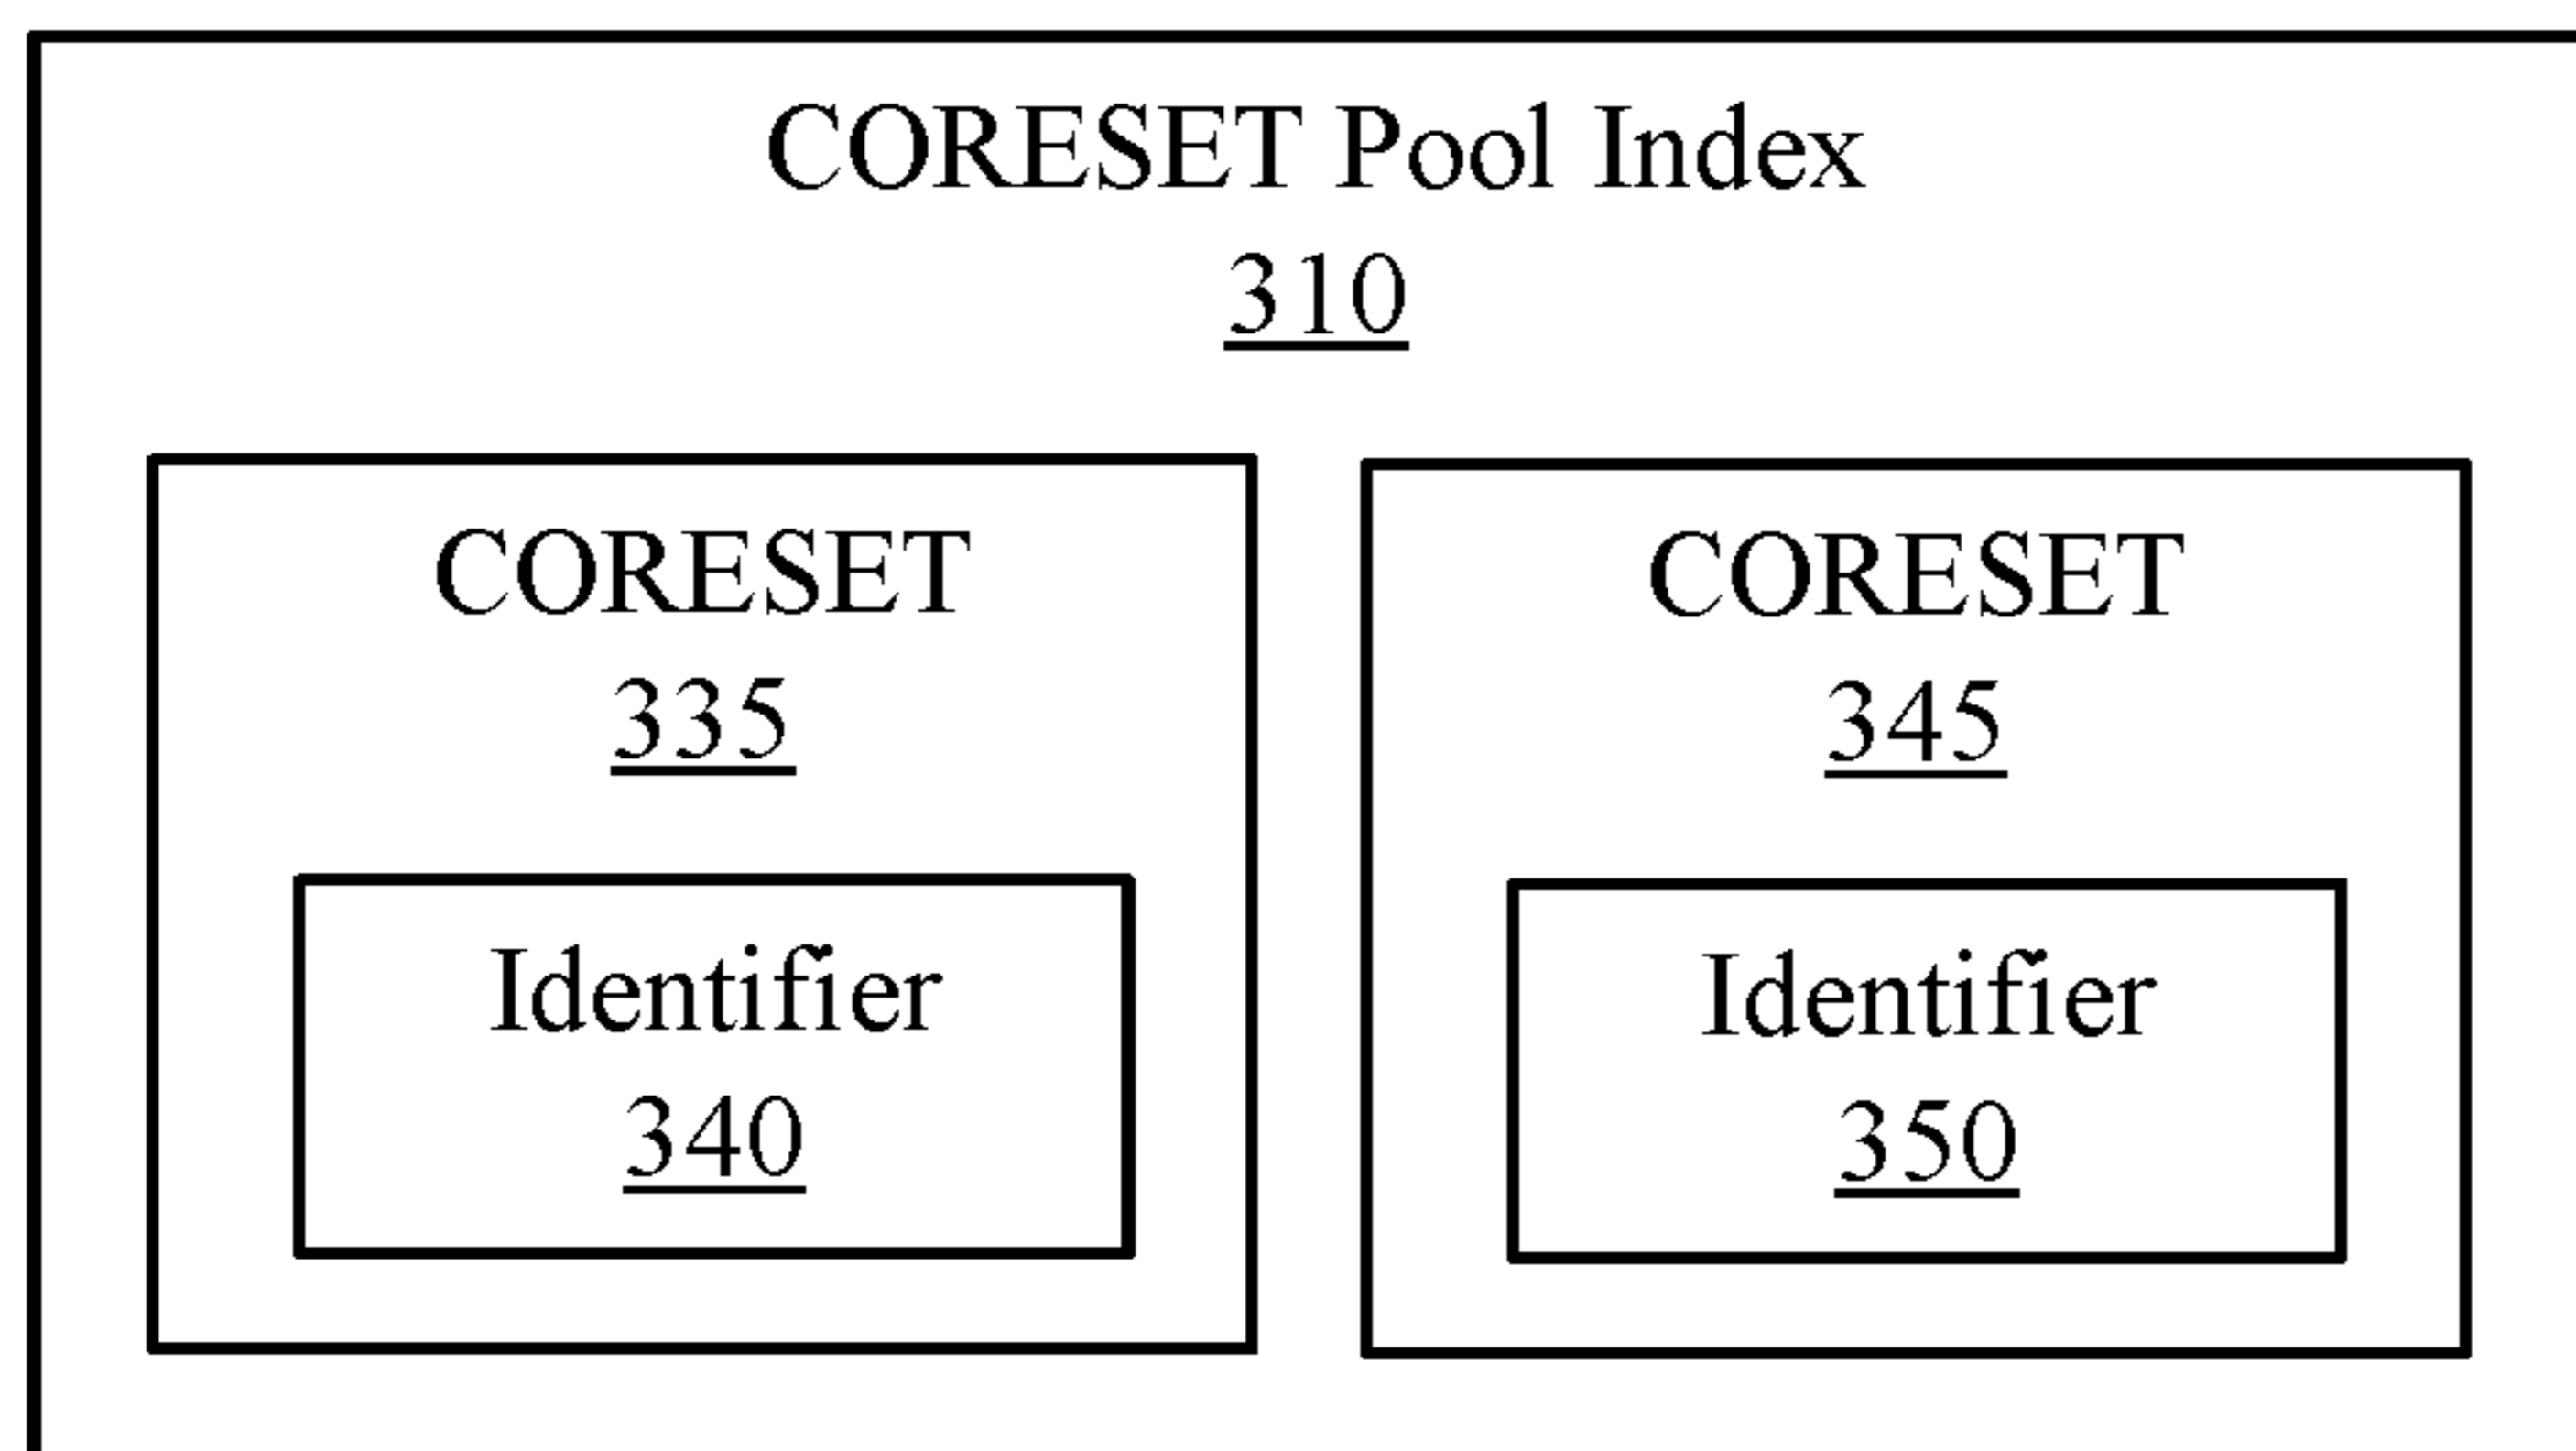 CORESET Pool Index
310
CORESET
335
Identifier
340
CORESET
345
Identifier
350